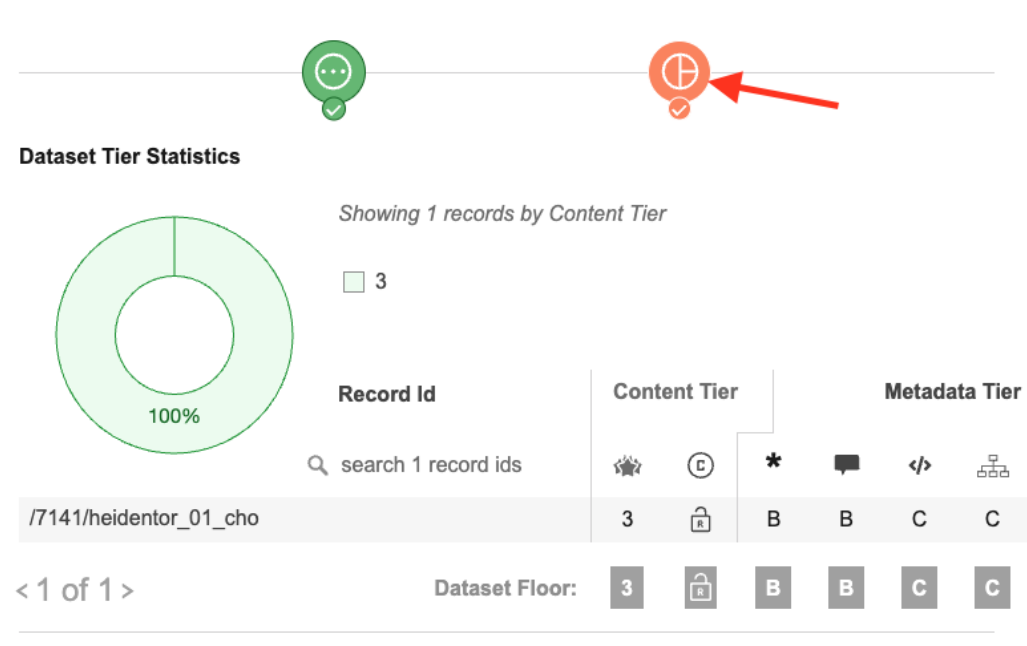 Dataset Tier Statistics
Showing 1 records by Content Tier
3
100%
Record Id Content Tier Metadata Tier
search 1 record ids
/7141/heidentor_01_cho 3 R B B C C
< 1 of 1 > Dataset Floor: 3 R B B C C